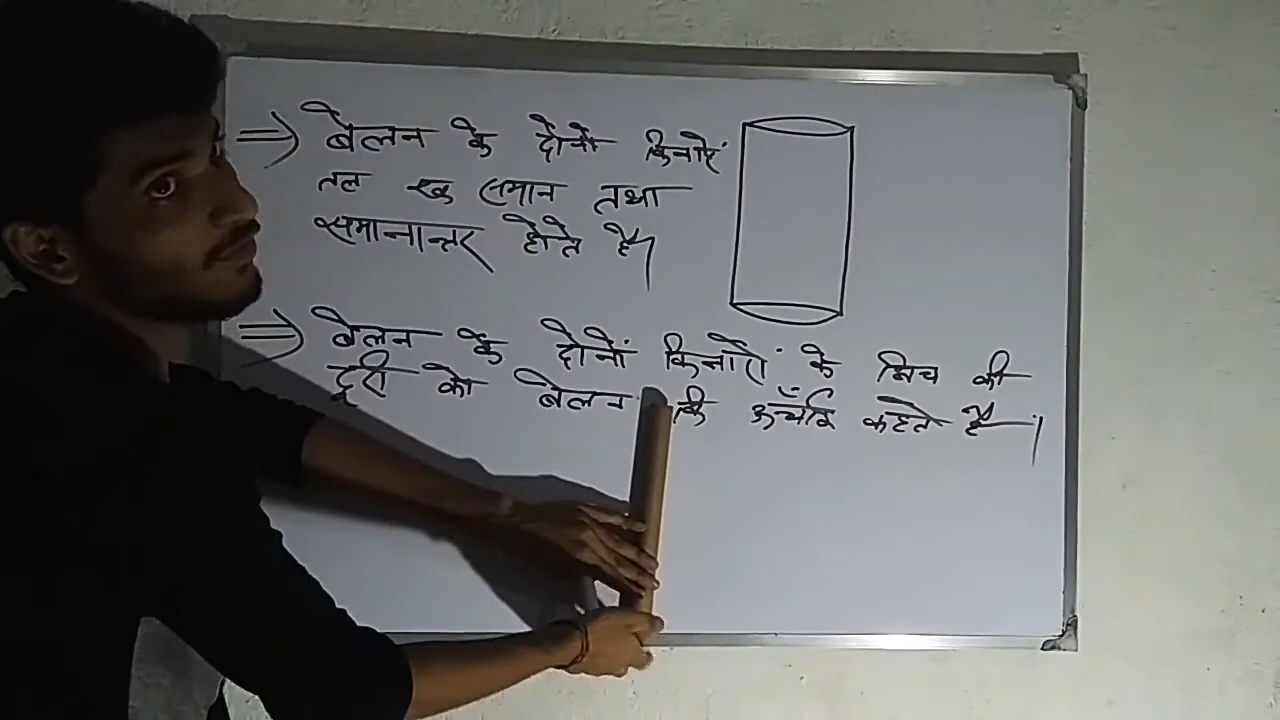 ⇒ बेलन के दोनो किनारें
तल एक समान तथा
समानान्तर होते है।
⇒ बेलन के दोनों किनारों के बिच की
दूरी को बेलन कि ऊँचाई कहते है।